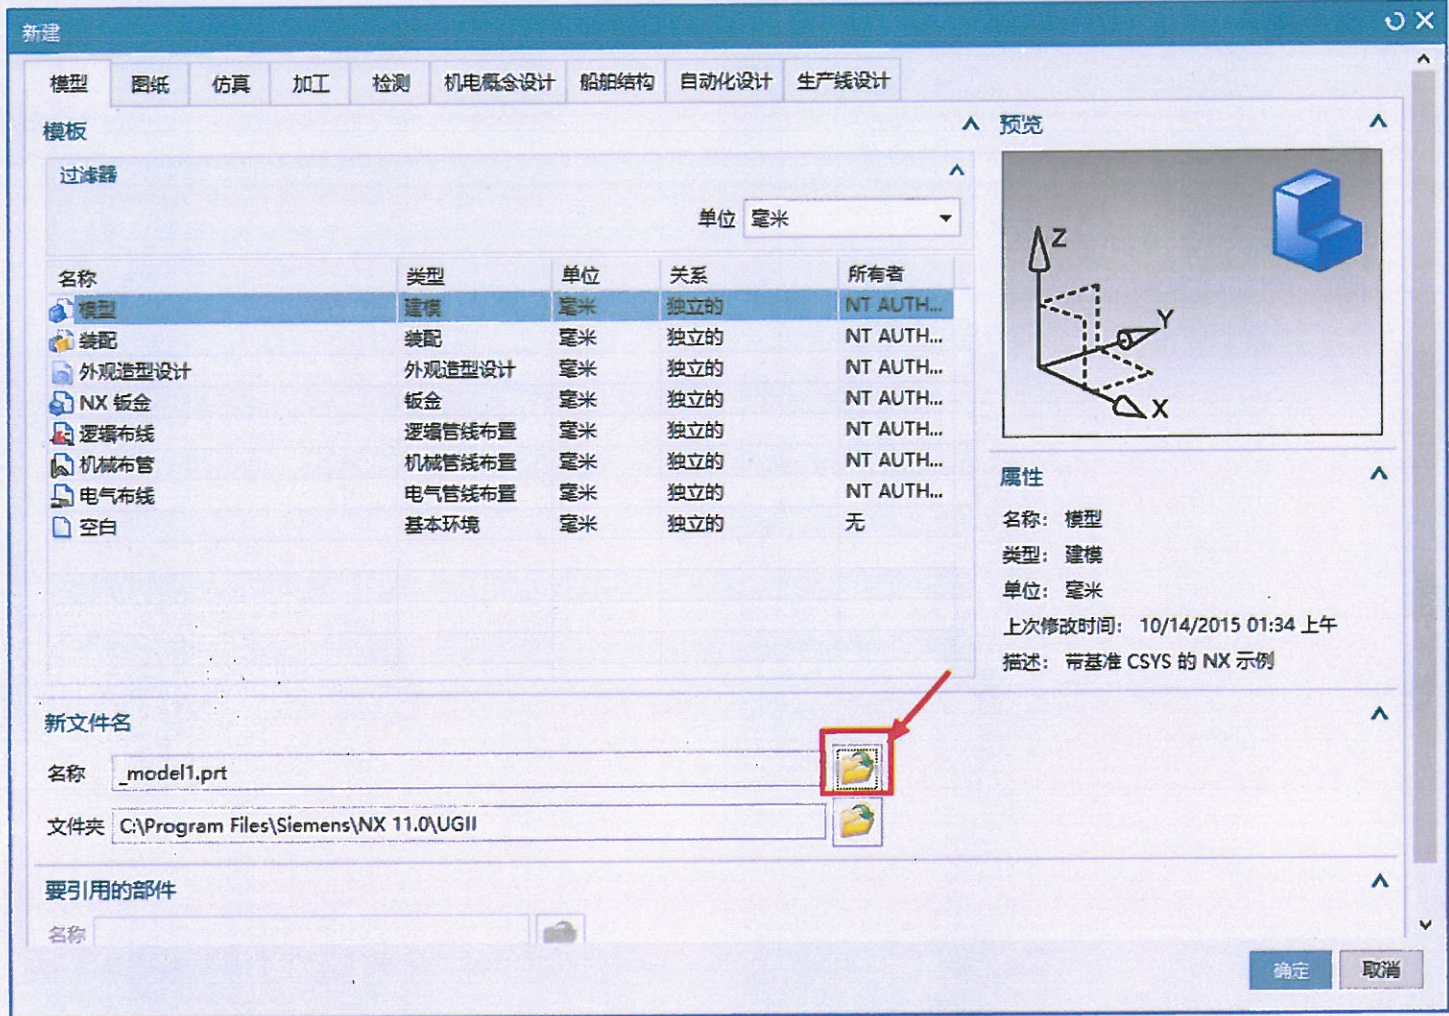 新建
模型 图纸 仿真 加工 检测 机电概念设计 船舶结构 自动化设计 生产线设计
模板
过滤器
单位 毫米
名称 类型 单位 关系 所有者
模型 建模 毫米 独立的 NT AUTH...
装配 装配 毫米 独立的 NT AUTH...
外观造型设计 外观造型设计 毫米 独立的 NT AUTH...
NX 钣金 钣金 毫米 独立的 NT AUTH...
逻辑布线 逻辑管线布置 毫米 独立的 NT AUTH...
机械布管 机械管线布置 毫米 独立的 NT AUTH...
电气布线 电气管线布置 毫米 独立的 NT AUTH...
空白 基本环境 毫米 独立的 无
预览
Z
Y
X
属性
名称: 模型
类型: 建模
单位: 毫米
上次修改时间: 10/14/2015 01:34 上午
描述: 带基准 CSYS 的 NX 示例
新文件名
名称 _model1.prt
文件夹 C:\Program Files\Siemens\NX 11.0\UGII
要引用的部件
名称
确定 取消